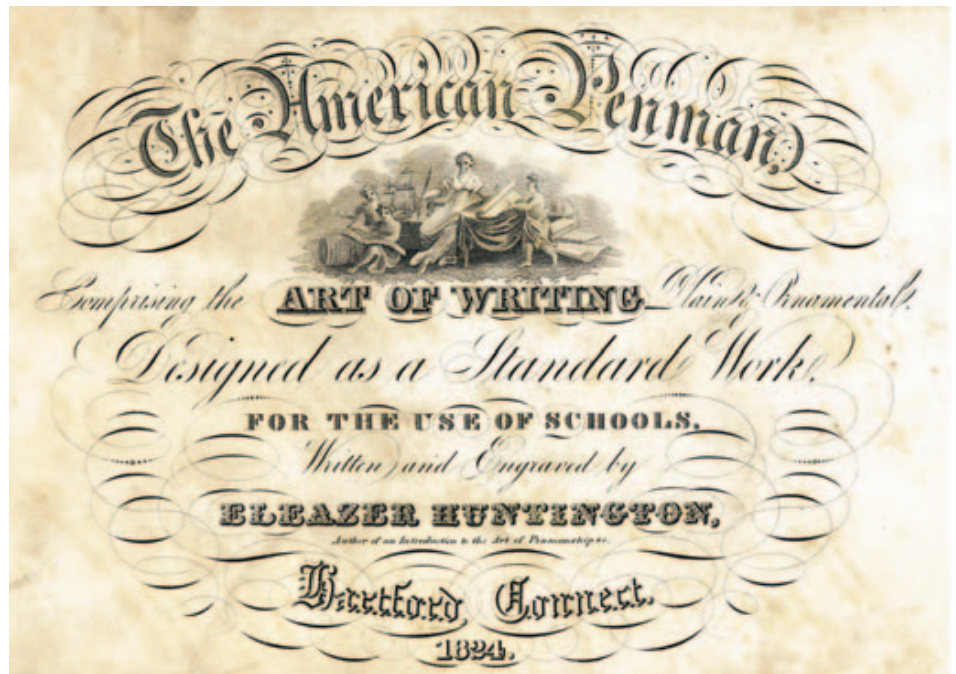 The American Penman,
Comprising the ART OF WRITING Plain & Ornamental.
Designed as a Standard Work,
FOR THE USE OF SCHOOLS.
Written and Engraved by
ELEAZER HUNTINGTON,
Author of an Introduction to the Art of Penmanship &c.
Hartford Connect.
1824.